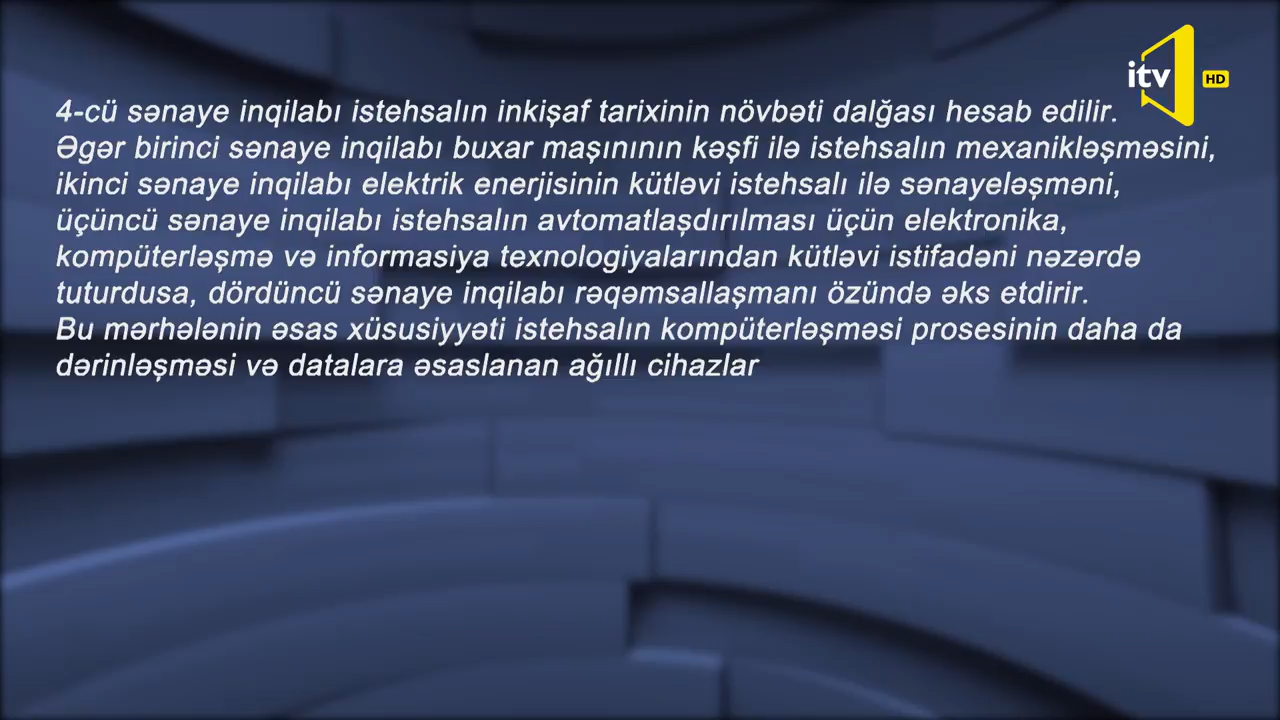 itv
HD
4-cü sənaye inqilabı istehsalın inkişaf tarixinin növbəti dalğası hesab edilir.
Əgər birinci sənaye inqilabı buxar maşınının kəşfi ilə istehsalın mexanikləşməsini,
ikinci sənaye inqilabı elektrik enerjisinin kütləvi istehsalı ilə sənayeləşməni,
üçüncü sənaye inqilabı istehsalın avtomatlaşdırılması üçün elektronika,
kompüterləşmə və informasiya texnologiyalarından kütləvi istifadəni nəzərdə
tuturdusa, dördüncü sənaye inqilabı rəqəmsallaşmanı özündə əks etdirir.
Bu mərhələnin əsas xüsusiyyəti istehsalın kompüterləşməsi prosesinin daha da
dərinləşməsi və datalara əsaslanan ağıllı cihazlar